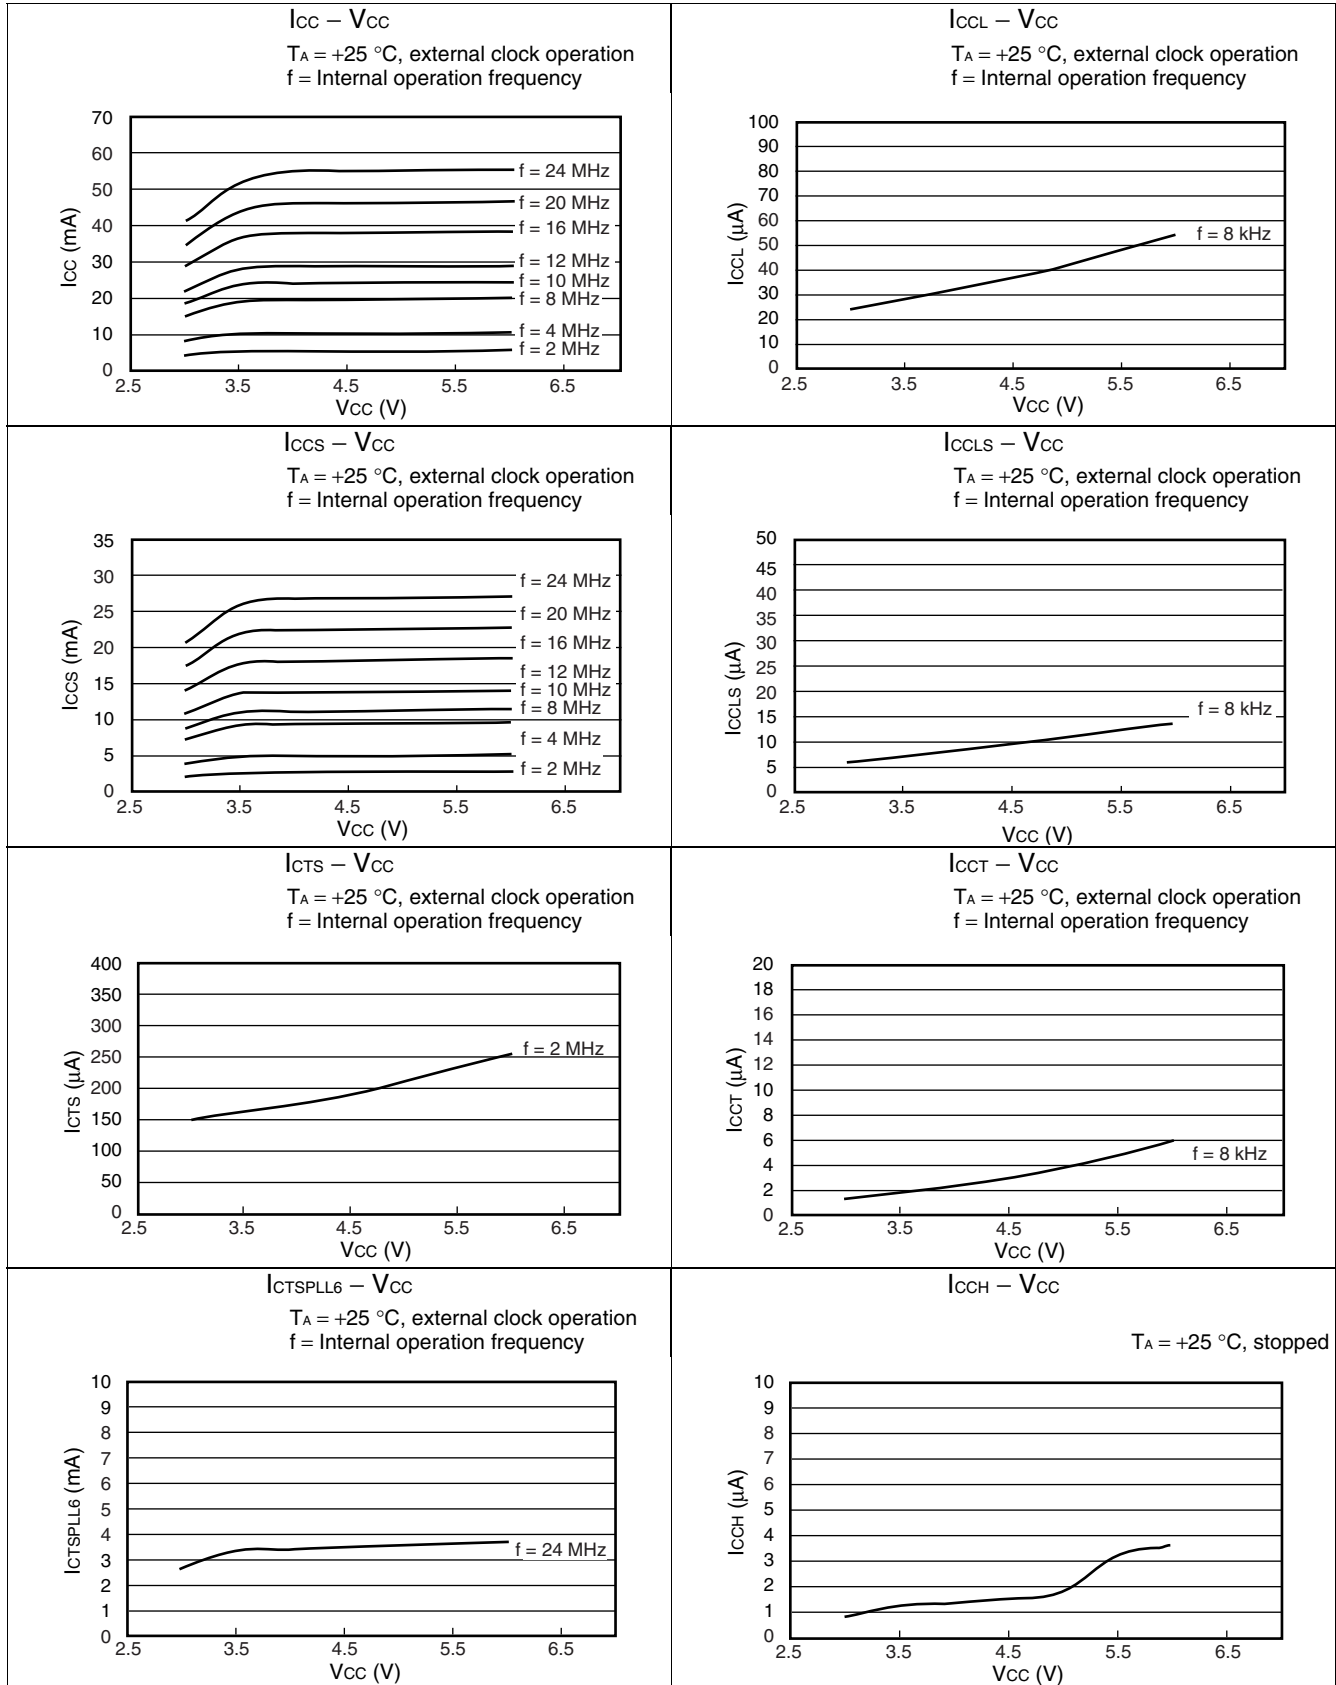 ICC – VCC
TA = +25 °C, external clock operation
f = Internal operation frequency
70
60
50
40
30
20
10
0
ICC (mA)
f = 24 MHz
f = 20 MHz
f = 16 MHz
f = 12 MHz
f = 10 MHz
f = 8 MHz
f = 4 MHz
f = 2 MHz
2.5 3.5 4.5 5.5 6.5
VCC (V)
ICCL – VCC
TA = +25 °C, external clock operation
f = Internal operation frequency
100
90
80
70
60
50
40
30
20
10
0
ICCL (µA)
f = 8 kHz
2.5 3.5 4.5 5.5 6.5
VCC (V)
ICCS – VCC
TA = +25 °C, external clock operation
f = Internal operation frequency
35
30
25
20
15
10
5
0
ICCS (mA)
f = 24 MHz
f = 20 MHz
f = 16 MHz
f = 12 MHz
f = 10 MHz
f = 8 MHz
f = 4 MHz
f = 2 MHz
2.5 3.5 4.5 5.5 6.5
VCC (V)
ICCLS – VCC
TA = +25 °C, external clock operation
f = Internal operation frequency
50
45
40
35
30
25
20
15
10
5
0
ICCLS (µA)
f = 8 kHz
2.5 3.5 4.5 5.5 6.5
VCC (V)
ICTS – VCC
TA = +25 °C, external clock operation
f = Internal operation frequency
400
350
300
250
200
150
100
50
0
ICTS (µA)
f = 2 MHz
2.5 3.5 4.5 5.5 6.5
VCC (V)
ICCT – VCC
TA = +25 °C, external clock operation
f = Internal operation frequency
20
18
16
14
12
10
8
6
4
2
0
ICCT (µA)
f = 8 kHz
2.5 3.5 4.5 5.5 6.5
VCC (V)
ICTSPLL6 – VCC
TA = +25 °C, external clock operation
f = Internal operation frequency
10
9
8
7
6
5
4
3
2
1
0
ICTSPLL6 (mA)
f = 24 MHz
2.5 3.5 4.5 5.5 6.5
VCC (V)
ICCH – VCC
TA = +25 °C, stopped
10
9
8
7
6
5
4
3
2
1
0
ICCH (µA)
2.5 3.5 4.5 5.5 6.5
VCC (V)